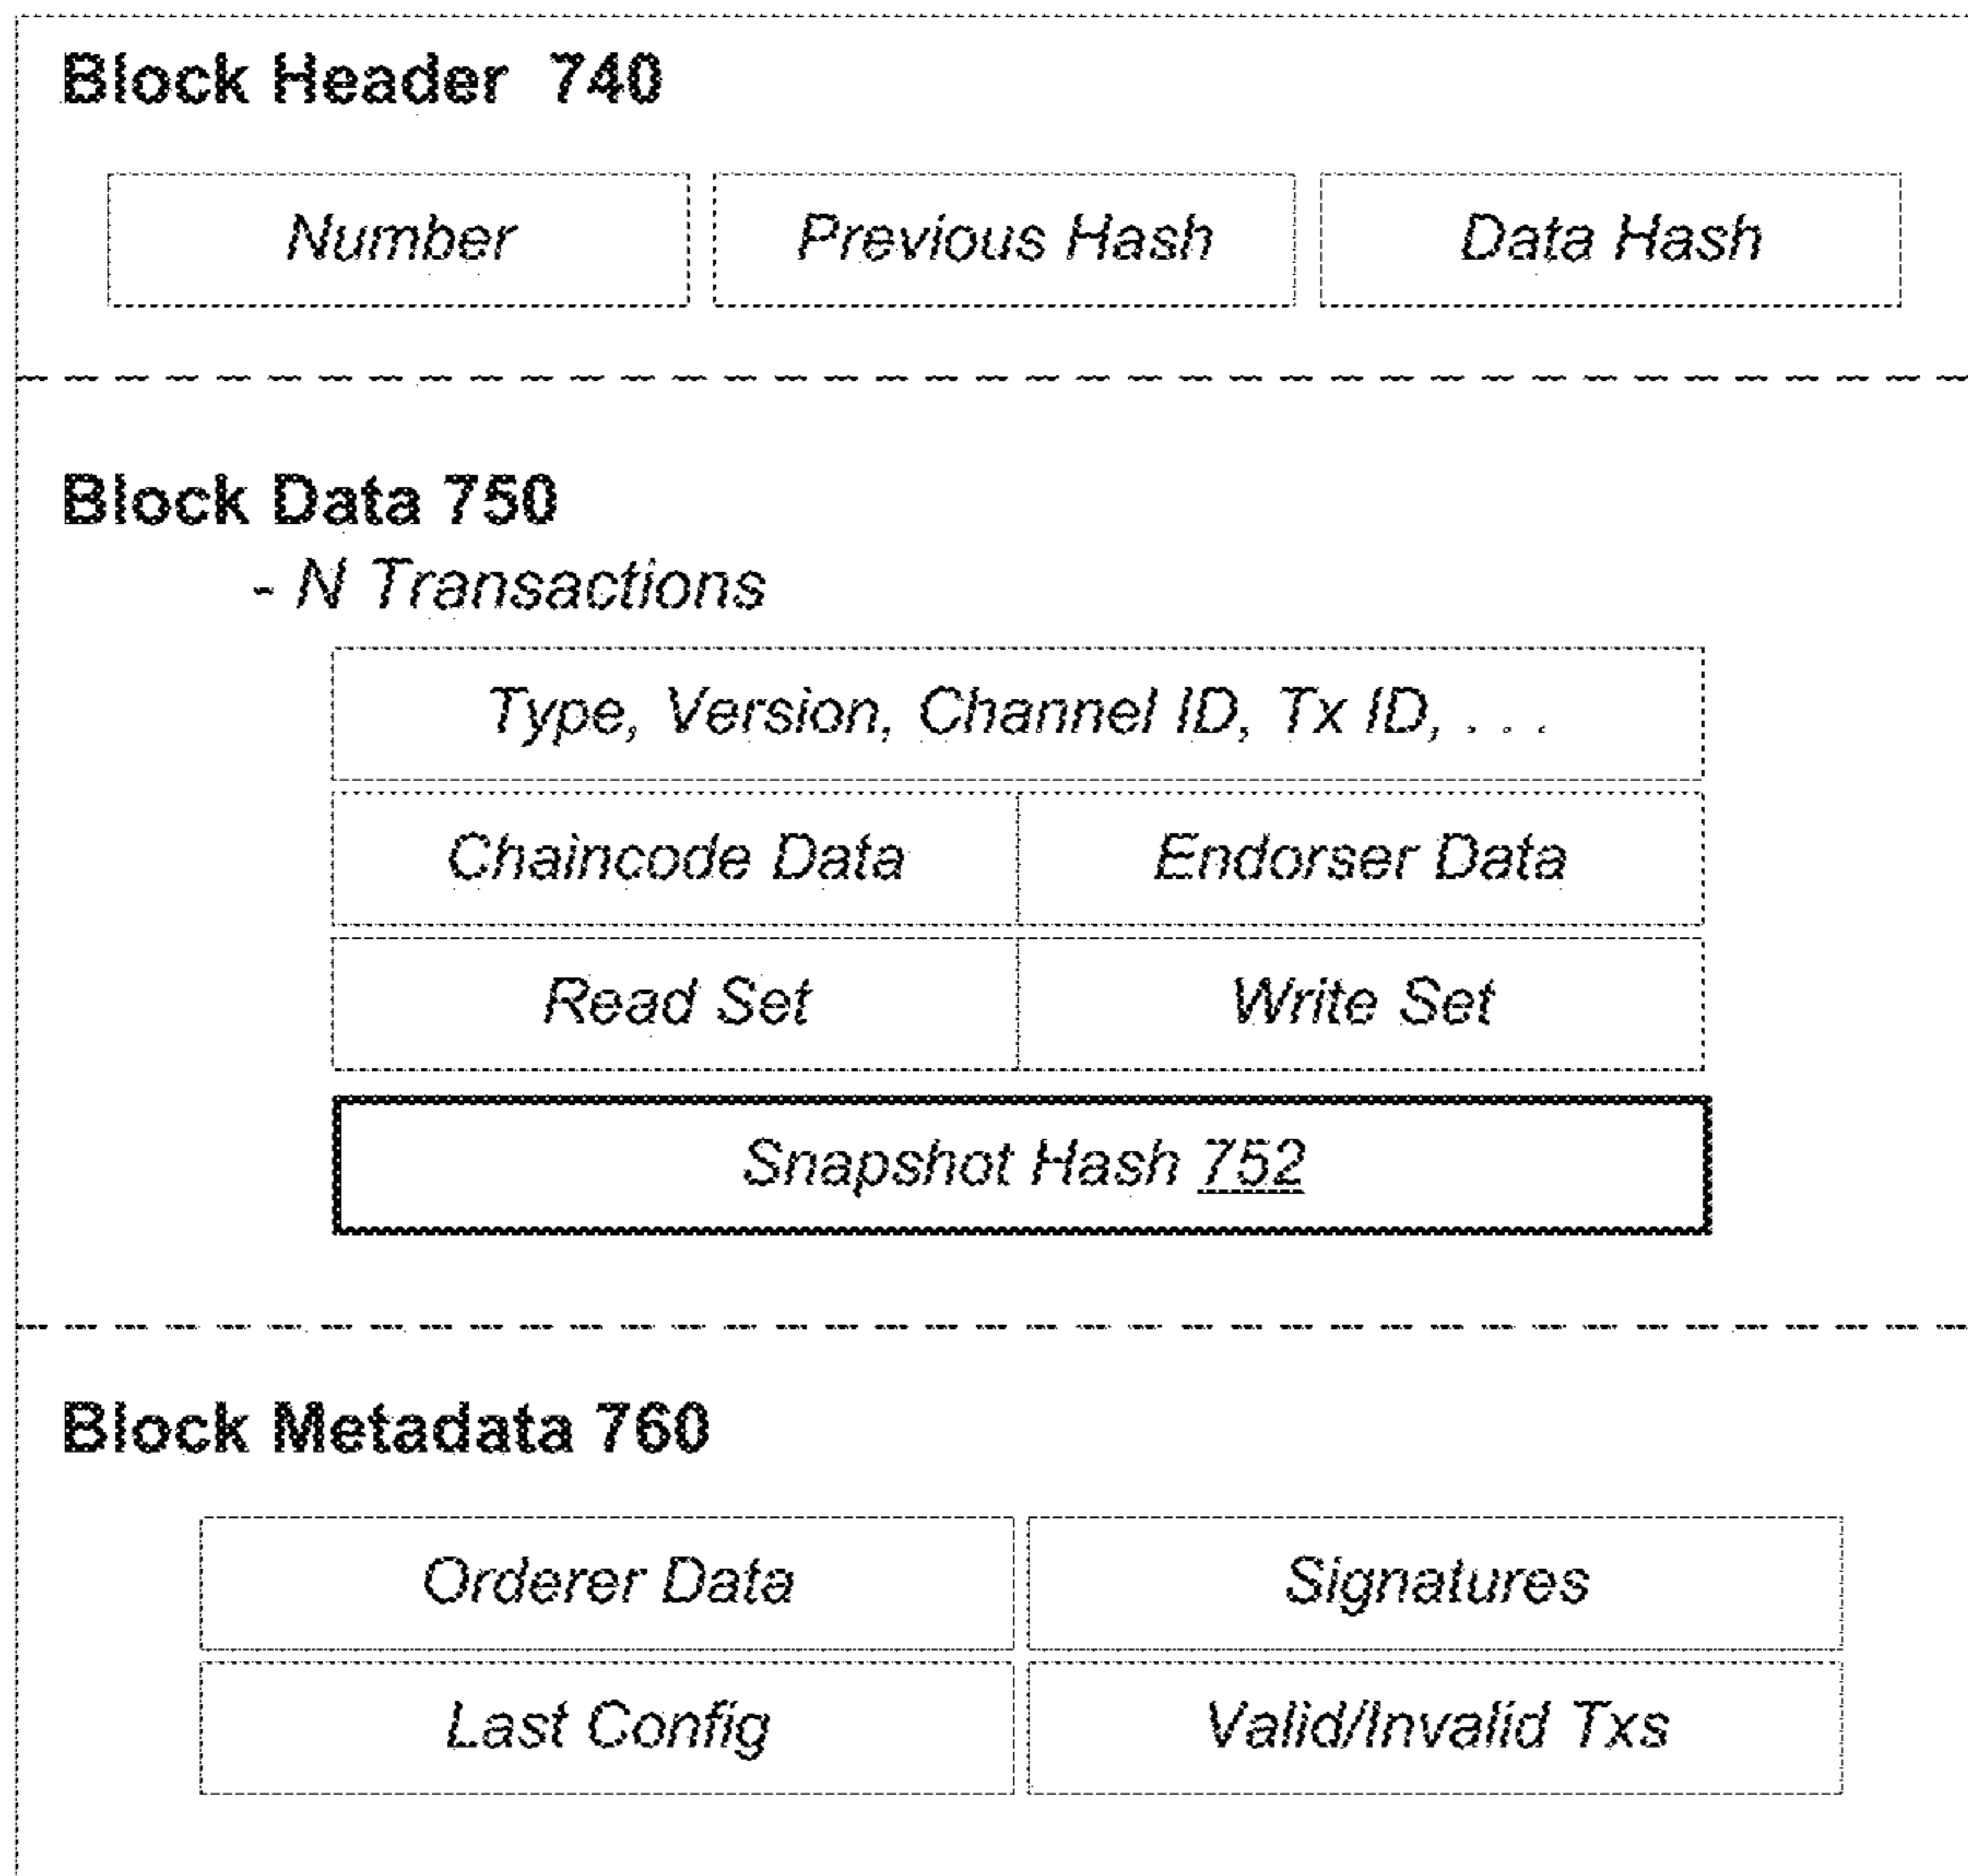 Block Header 740
Number Previous Hash Data Hash
Block Data 750
- N Transactions
Type, Version, Channel ID, Tx ID, . . .
Chaincode Data Endorser Data
Read Set Write Set
Snapshot Hash 752
Block Metadata 760
Orderer Data Signatures
Last Config Valid/Invalid Txs